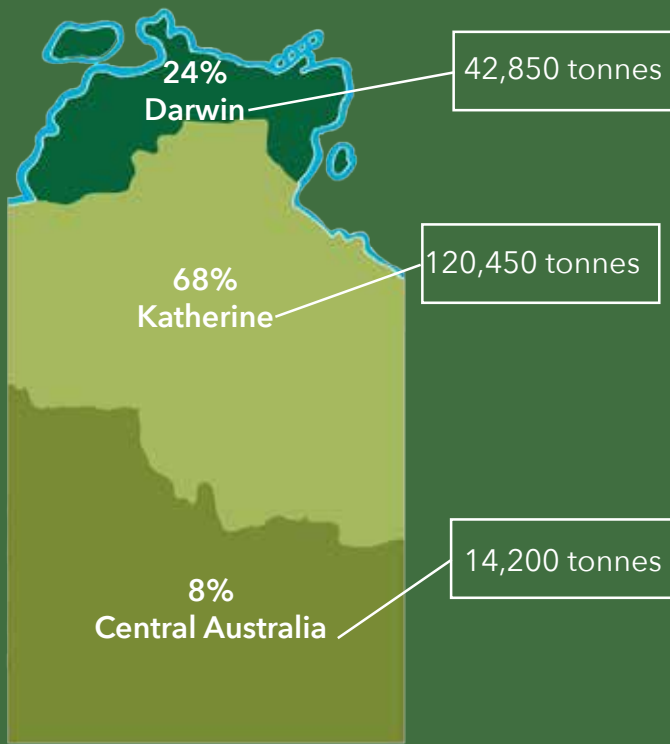 24%
Darwin
42,850 tonnes
68%
Katherine
120,450 tonnes
8%
Central Australia
14,200 tonnes